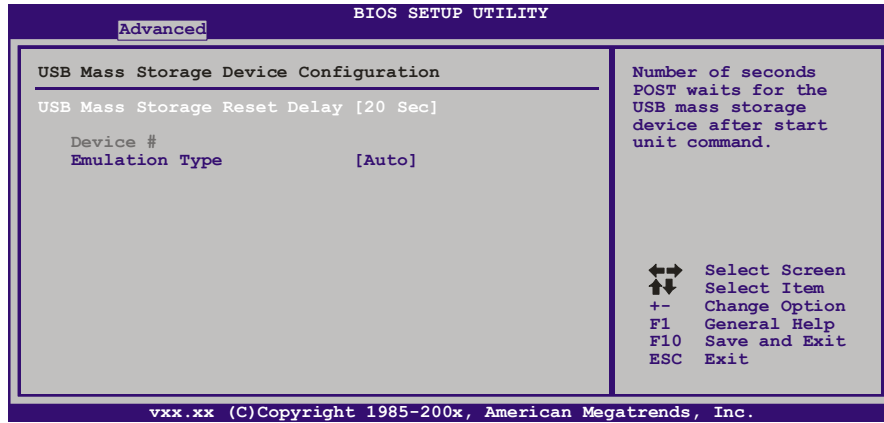 BIOS SETUP UTILITY
Advanced
USB Mass Storage Device Configuration
USB Mass Storage Reset Delay [20 Sec]
Device #
Emulation Type [Auto]
Number of seconds
POST waits for the
USB mass storage
device after start
unit command.
Select Screen
Select Item
+- Change Option
F1 General Help
F10 Save and Exit
ESC Exit
vxx.xx (C)Copyright 1985-200x, American Megatrends, Inc.